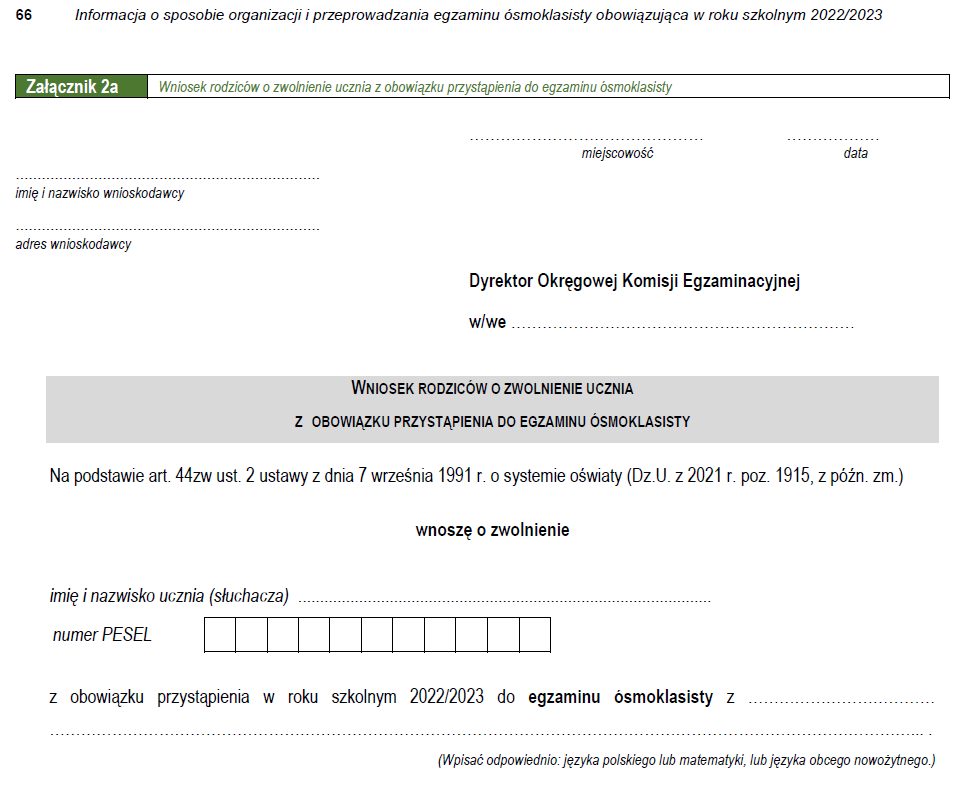 66 Informacja o sposobie organizacji i przeprowadzania egzaminu ósmoklasisty obowiązująca w roku szkolnym 2022/2023
Załącznik 2a Wniosek rodziców o zwolnienie ucznia z obowiązku przystąpienia do egzaminu ósmoklasisty
........................................... .................
miejscowość data
......................................................................
imię i nazwisko wnioskodawcy
......................................................................
adres wnioskodawcy
Dyrektor Okręgowej Komisji Egzaminacyjnej
w/we ................................................................
WNIOSEK RODZICÓW O ZWOLNIENIE UCZNIA
Z OBOWIĄZKU PRZYSTĄPIENIA DO EGZAMINU ÓSMOKLASISTY
Na podstawie art. 44zw ust. 2 ustawy z dnia 7 września 1991 r. o systemie oświaty (Dz.U. z 2021 r. poz. 1915, z późn. zm.)
wnoszę o zwolnienie
imię i nazwisko ucznia (słuchacza) ..............................................................................................
numer PESEL
z obowiązku przystąpienia w roku szkolnym 2022/2023 do egzaminu ósmoklasisty z ...................................
.................................................................................................................................................. .
(Wpisać odpowiednio: języka polskiego lub matematyki, lub języka obcego nowożytnego.)